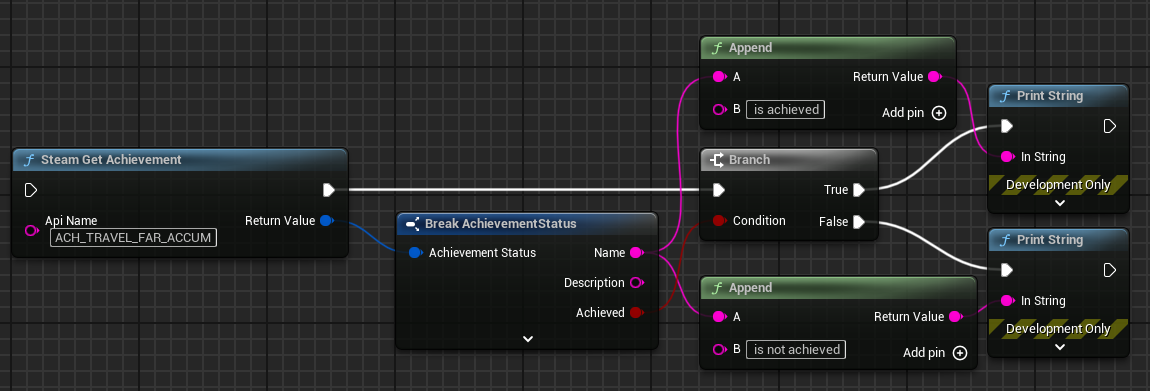 Steam Get Achievement
Api Name
ACH_TRAVEL_FAR_ACCUM
Return Value
Break AchievementStatus
Achievement Status
Name
Description
Achieved
Append
A
Return Value
B
is achieved
Add pin
Branch
True
Condition
False
Append
A
Return Value
B
is not achieved
Add pin
Print String
In String
Development Only
Print String
In String
Development Only